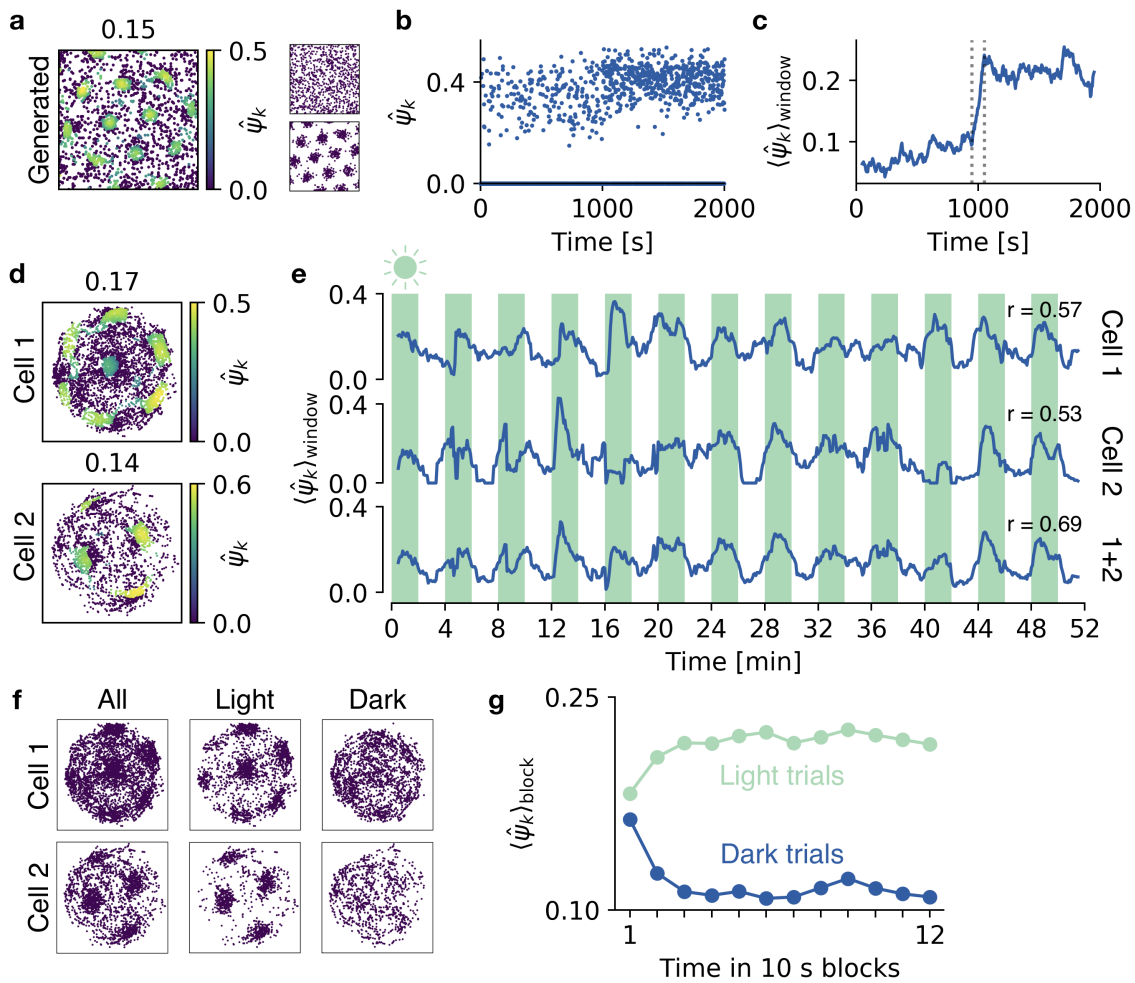 a
0.15
Generated
0.5
ψ̂k
0.0
b
0.4
0.0
ψ̂k
0
1000
2000
Time [s]
c
0.2
0.1
⟨ψ̂k⟩window
0
1000
2000
Time [s]
d
0.17
Cell 1
0.5
ψ̂k
0.0
0.14
Cell 2
0.6
ψ̂k
0.0
e
0.4
r = 0.57
Cell 1
0.0
0.4
r = 0.53
Cell 2
0.0
⟨ψ̂k⟩window
0.4
r = 0.69
1+2
0.0
0 4 8 12 16 20 24 28 32 36 40 44 48 52
Time [min]
f
All Light Dark
Cell 1
Cell 2
g
0.25
⟨ψ̂k⟩block
Light trials
Dark trials
0.10
1 12
Time in 10 s blocks